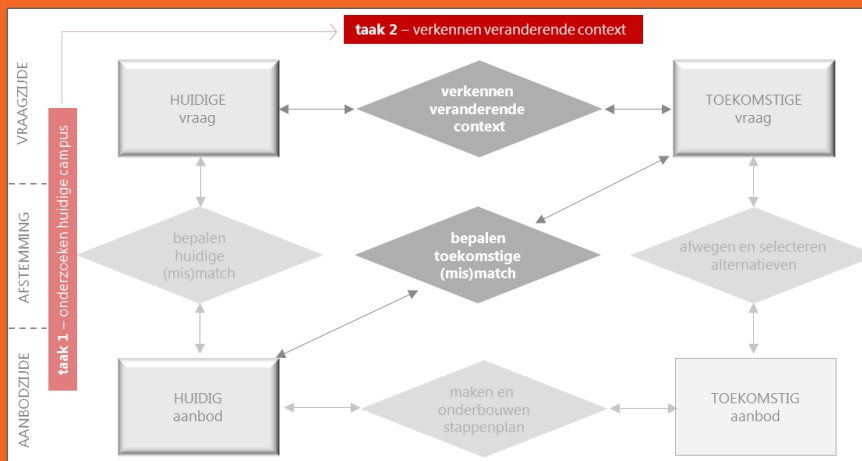 taak 2 – verkennen veranderende context
VRAAGZIJDE
HUIDIGE
vraag
verkennen
veranderende
context
TOEKOMSTIGE
vraag
taak 1 – onderzoeken huidige campus
AFSTEMMING
bepalen
huidige
(mis)match
bepalen
toekomstige
(mis)match
afwegen en selecteren
alternatieven
AANBODZIJDE
HUIDIG
aanbod
maken en
onderbouwen
stappenplan
TOEKOMSTIG
aanbod